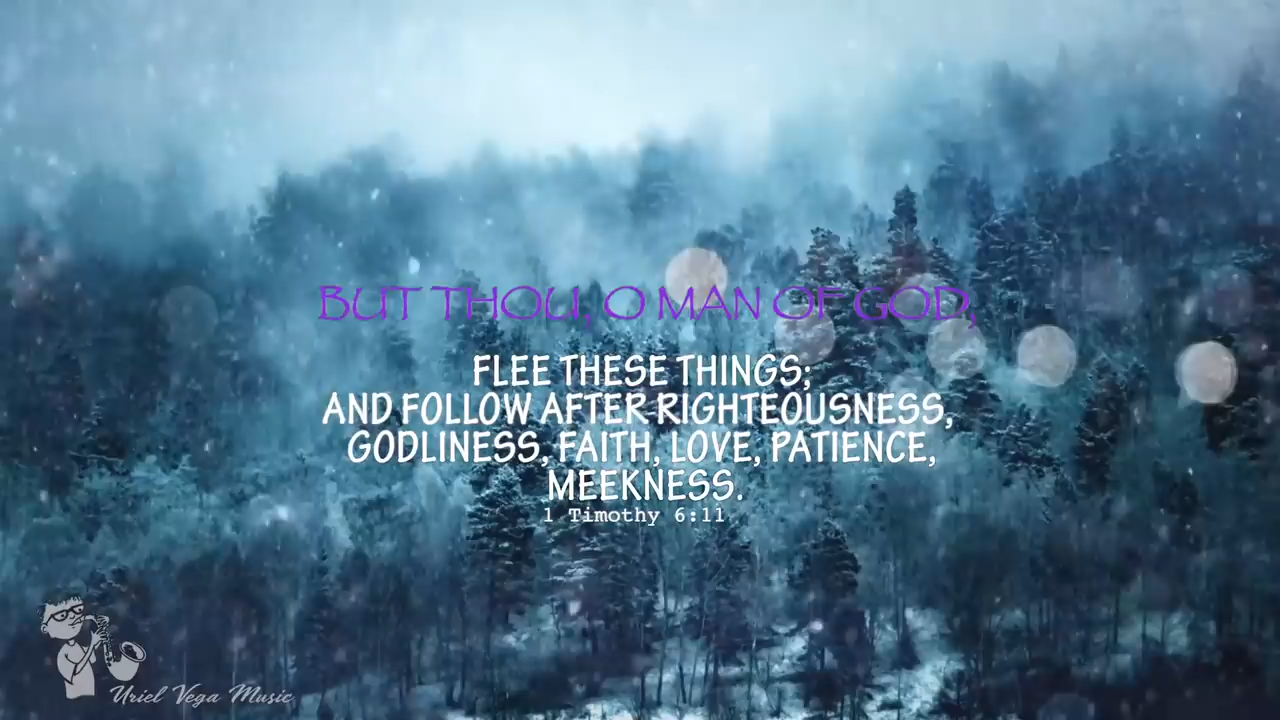 BUT THOU, O MAN OF GOD,
FLEE THESE THINGS;
AND FOLLOW AFTER RIGHTEOUSNESS,
GODLINESS, FAITH, LOVE, PATIENCE,
MEEKNESS.
1 Timothy 6:11
Uriel Vega Music